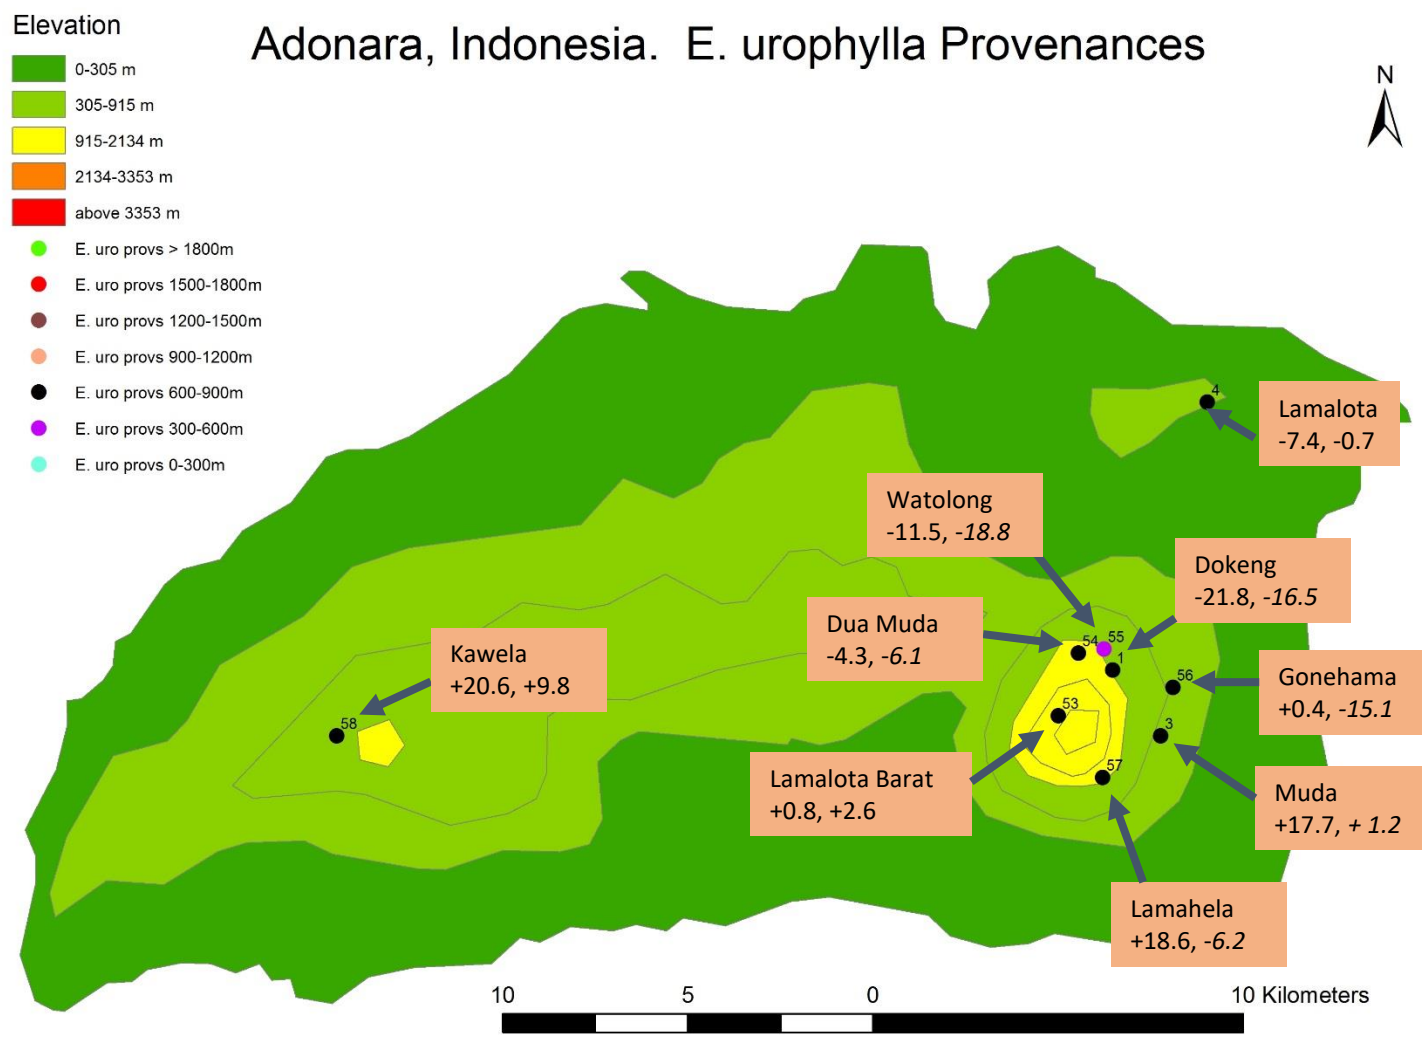 Adonara, Indonesia. E. urophylla Provenances
Elevation
0-305 m
305-915 m
915-2134 m
2134-3353 m
above 3353 m
E. uro provs > 1800m
E. uro provs 1500-1800m
E. uro provs 1200-1500m
E. uro provs 900-1200m
E. uro provs 600-900m
E. uro provs 300-600m
E. uro provs 0-300m
N
4
Lamalota
-7.4, -0.7
Watolong
-11.5, -18.8
Dokeng
-21.8, -16.5
Dua Muda
-4.3, -6.1
54
55
1
Kawela
+20.6, +9.8
58
56
Gonehama
+0.4, -15.1
53
3
Lamalota Barat
+0.8, +2.6
57
Muda
+17.7, + 1.2
Lamahela
+18.6, -6.2
10
5
0
10 Kilometers